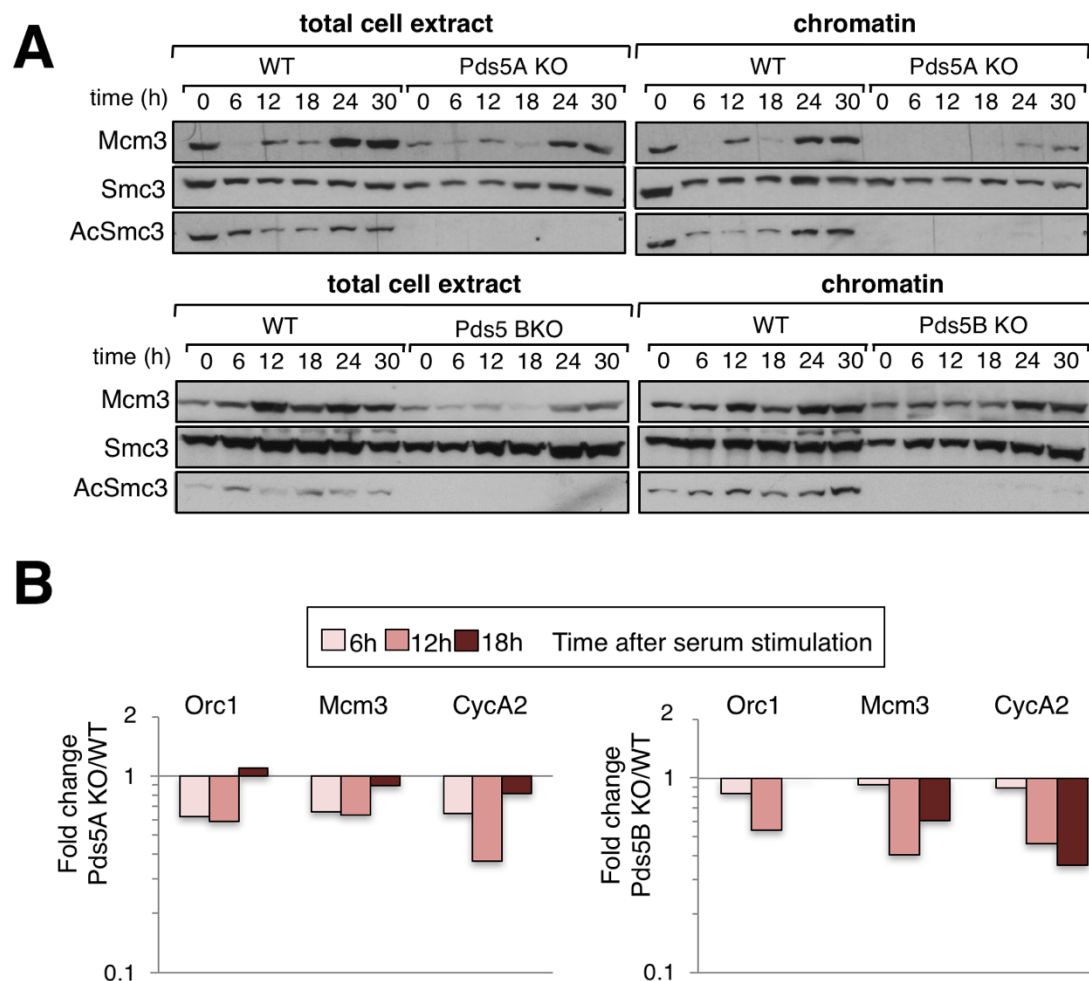 A
total cell extract chromatin
WT Pds5A KO WT Pds5A KO
time (h) 0 6 12 18 24 30 0 6 12 18 24 30 0 6 12 18 24 30 0 6 12 18 24 30
Mcm3
Smc3
AcSmc3
total cell extract chromatin
WT Pds5 BKO WT Pds5B KO
time (h) 0 6 12 18 24 30 0 6 12 18 24 30 0 6 12 18 24 30 0 6 12 18 24 30
Mcm3
Smc3
AcSmc3
B
6h 12h 18h Time after serum stimulation
Orc1 Mcm3 CycA2 Orc1 Mcm3 CycA2
2 2
1 1
0.1 0.1
Fold change
Pds5A KO/WT
Fold change
Pds5B KO/WT